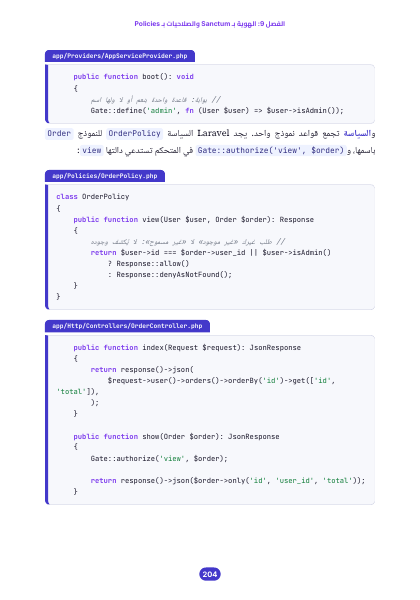 الفصل 9: الهوية بـ Sanctum والصلاحيات بـ Policies
app/Providers/AppServiceProvider.php
public function boot(): void
{
// بوابة: قاعدة واحدة بنعم أو لا ولها اسم
Gate::define('admin', fn (User $user) => $user->isAdmin());
والسياسة تجمع قواعد نموذج واحد. يجد Laravel السياسة OrderPolicy للنموذج Order
باسمها، و Gate::authorize('view', $order) في المتحكم تستدعي دالتها view:
app/Policies/OrderPolicy.php
class OrderPolicy
{
public function view(User $user, Order $order): Response
{
// طلب غيرك «غير موجود» لا «غير مسموح»: لا يُكشف وجوده
return $user->id === $order->user_id || $user->isAdmin()
? Response::allow()
: Response::denyAsNotFound();
}
}
app/Http/Controllers/OrderController.php
public function index(Request $request): JsonResponse
{
return response()->json(
$request->user()->orders()->orderBy('id')->get(['id',
'total']),
);
}
public function show(Order $order): JsonResponse
{
Gate::authorize('view', $order);
return response()->json($order->only('id', 'user_id', 'total'));
}
204